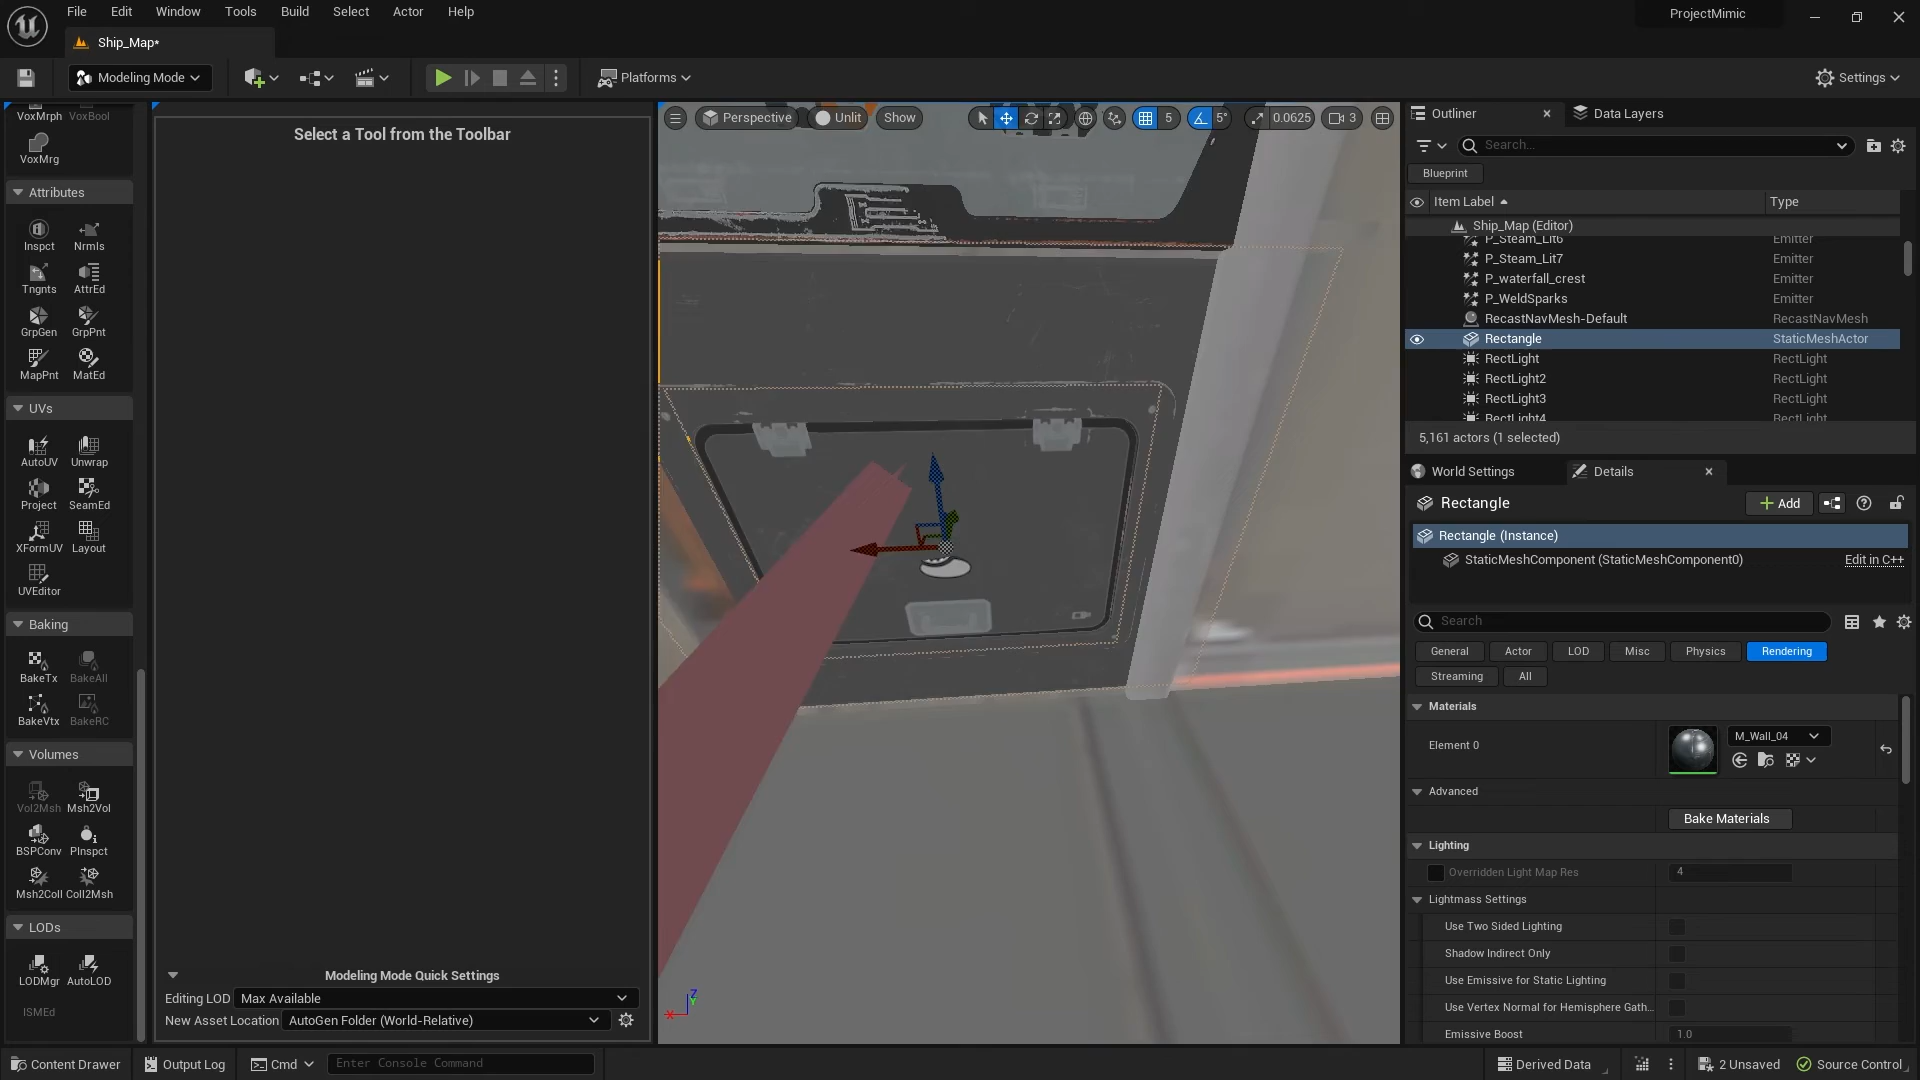 File Edit Window Tools Build Select Actor Help
ProjectMimic
Ship_Map*
Modeling Mode
Platforms
Settings
VoxMrph VoxBool
VoxMrg
Attributes
Inspct Nrmls
Tngnts AttrEd
GrpGen GrpPnt
MapPnt MatEd
UVs
AutoUV Unwrap
Project SeamEd
XFormUV Layout
UVEditor
Baking
BakeTx BakeAll
BakeVtx BakeRC
Volumes
Vol2Msh Msh2Vol
BSPConv PInspct
Msh2Coll Coll2Msh
LODs
LODMgr AutoLOD
ISMEd
Select a Tool from the Toolbar
Modeling Mode Quick Settings
Editing LOD Max Available
New Asset Location AutoGen Folder (World-Relative)
Perspective Unlit Show 5 5° 0.0625 3
Z
X
Outliner Data Layers
Search...
Blueprint
Item Label Type
Ship_Map (Editor)
P_Steam_Lit6 Emitter
P_Steam_Lit7 Emitter
P_waterfall_crest Emitter
P_WeldSparks Emitter
RecastNavMesh-Default RecastNavMesh
Rectangle StaticMeshActor
RectLight RectLight
RectLight2 RectLight
RectLight3 RectLight
RectLight4 RectLight
5,161 actors (1 selected)
World Settings Details
Rectangle Add
Rectangle (Instance)
StaticMeshComponent (StaticMeshComponent0) Edit in C++
Search
General Actor LOD Misc Physics Rendering
Streaming All
Materials
Element 0 M_Wall_04
Advanced
Bake Materials
Lighting
Overridden Light Map Res 4
Lightmass Settings
Use Two Sided Lighting
Shadow Indirect Only
Use Emissive for Static Lighting
Use Vertex Normal for Hemisphere Gath...
Emissive Boost 1.0
Content Drawer Output Log Cmd Enter Console Command Derived Data 2 Unsaved Source Control